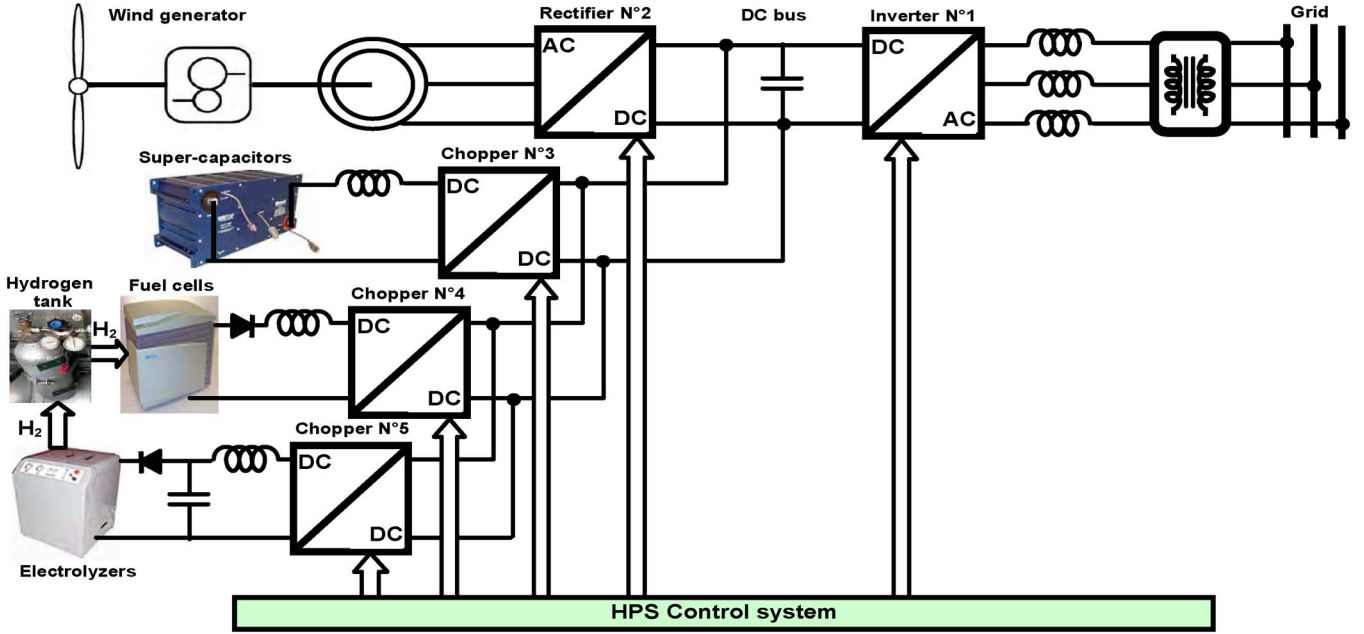 Wind generator
Rectifier N°2
DC bus
Inverter N°1
Grid
AC
DC
DC
AC
Super-capacitors
Chopper N°3
DC
DC
Hydrogen
tank
Fuel cells
Chopper N°4
H2
DC
DC
H2
Chopper N°5
DC
DC
Electrolyzers
HPS Control system